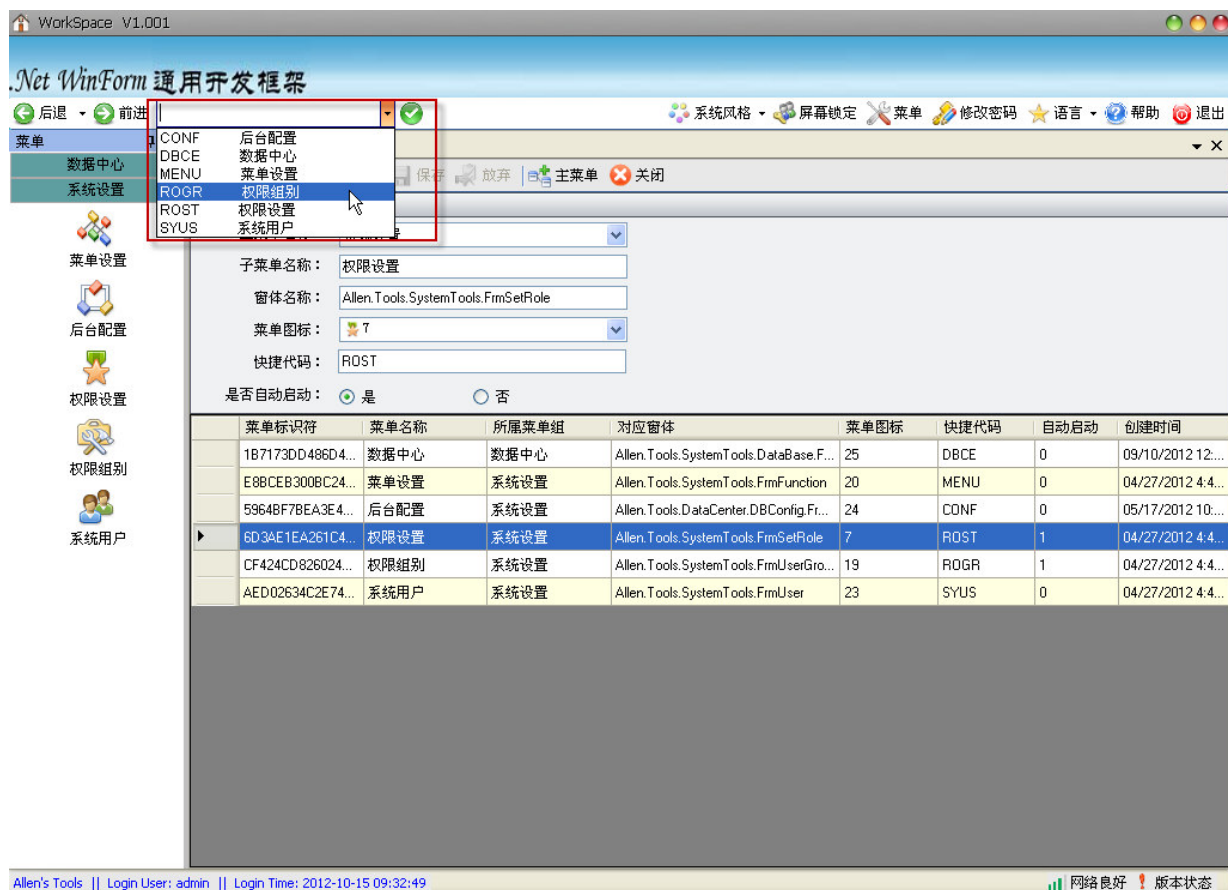 WorkSpace V1.001
.Net WinForm 通用开发框架
后退 前进 系统风格 屏幕锁定 菜单 修改密码 语言 帮助 退出
菜单
数据中心
系统设置
菜单设置
后台配置
权限设置
权限组别
系统用户
CONF 后台配置
DBCE 数据中心
MENU 菜单设置
ROGR 权限组别
ROST 权限设置
SYUS 系统用户
保存 放弃 主菜单 关闭
子菜单名称： 权限设置
窗体名称： Allen.Tools.SystemTools.FrmSetRole
菜单图标： 7
快捷代码： ROST
是否自动启动： 是 否
菜单标识符 菜单名称 所属菜单组 对应窗体 菜单图标 快捷代码 自动启动 创建时间
1B7173DD486D4... 数据中心 数据中心 Allen.Tools.SystemTools.DataBase.F... 25 DBCE 0 09/10/2012 12:...
E8BCEB300BC24... 菜单设置 系统设置 Allen.Tools.SystemTools.FrmFunction 20 MENU 0 04/27/2012 4:4...
5964BF7BEA3E4... 后台配置 系统设置 Allen.Tools.DataCenter.DBConfig.Fr... 24 CONF 0 05/17/2012 10:...
6D3AE1EA261C4... 权限设置 系统设置 Allen.Tools.SystemTools.FrmSetRole 7 ROST 1 04/27/2012 4:4...
CF424CD826024... 权限组别 系统设置 Allen.Tools.SystemTools.FrmUserGro... 19 ROGR 1 04/27/2012 4:4...
AED02634C2E74... 系统用户 系统设置 Allen.Tools.SystemTools.FrmUser 23 SYUS 0 04/27/2012 4:4...
Allen's Tools || Login User: admin || Login Time: 2012-10-15 09:32:49 网络良好 版本状态